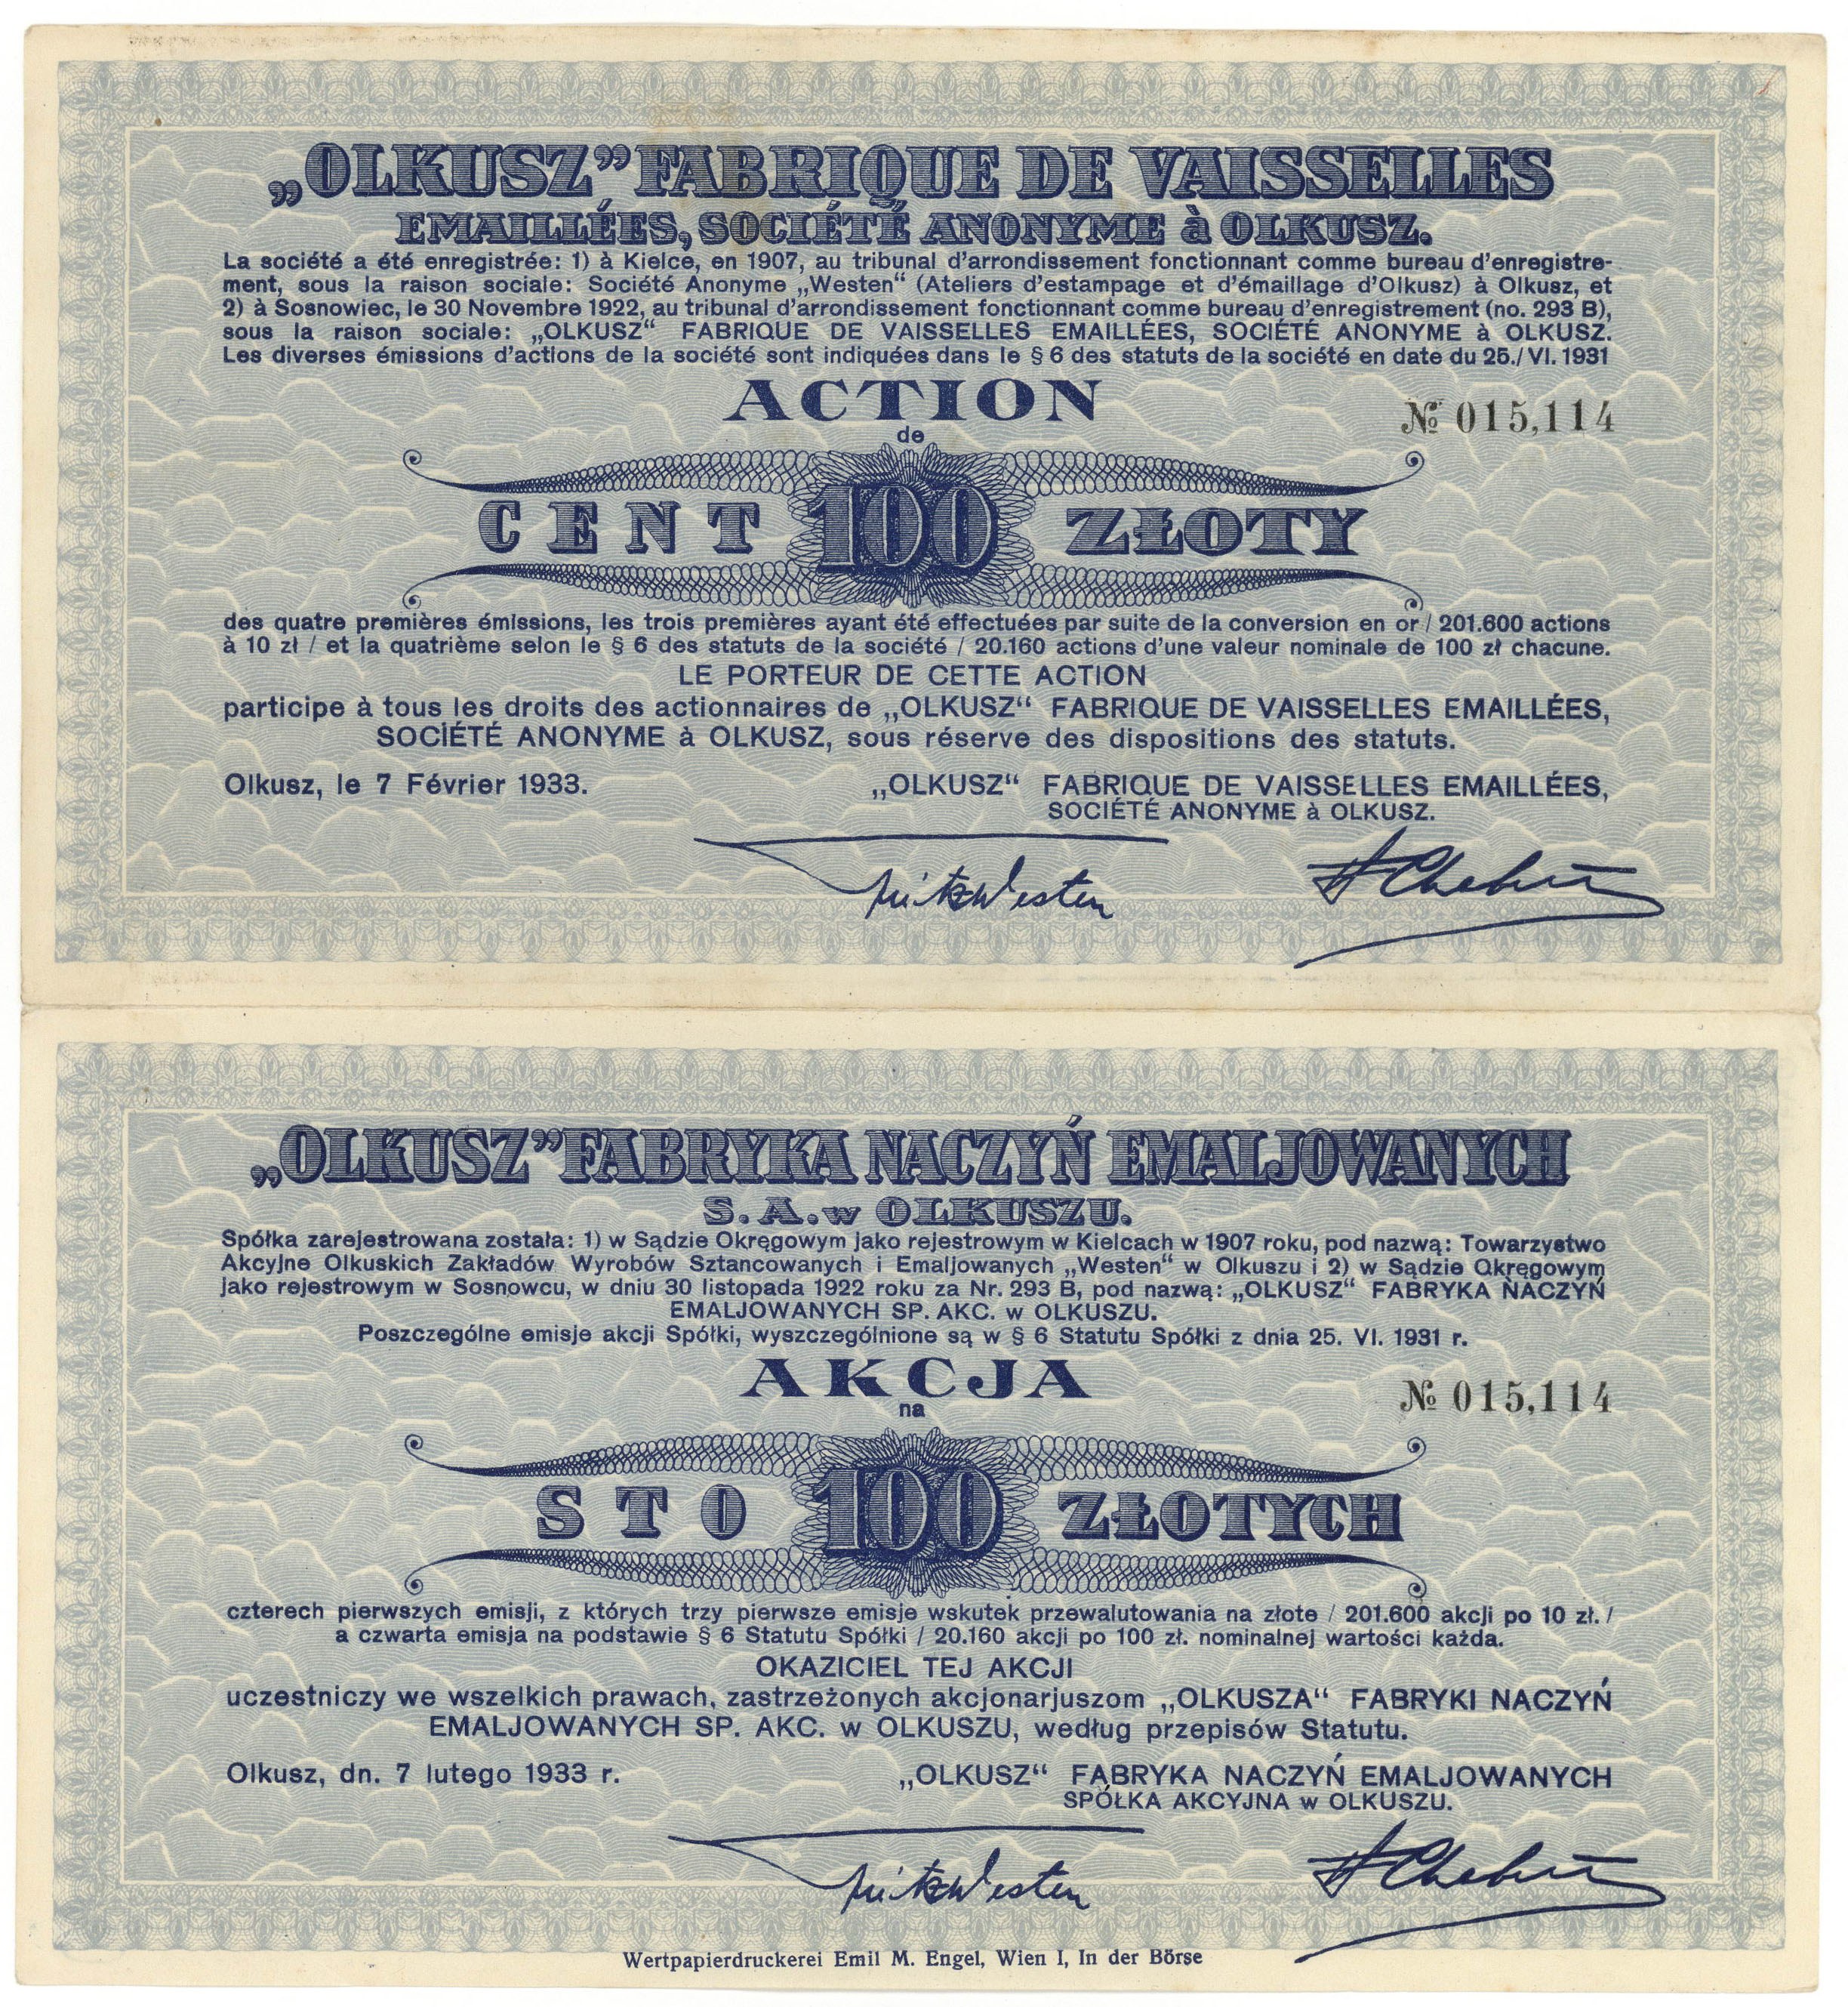 „OLKUSZ” FABRIQUE DE VAISSELLES
EMAILLÉES, SOCIÉTÉ ANONYME à OLKUSZ.
La société a été enregistrée: 1) à Kielce, en 1907, au tribunal d'arrondissement fonctionnant comme bureau d'enregistre-
ment, sous la raison sociale: Société Anonyme „Westen“ (Ateliers d'estampage et d'émaillage d'Olkusz) à Olkusz, et
2) à Sosnowiec, le 30 Novembre 1922, au tribunal d'arrondissement fonctionnant comme bureau d'enregistrement (no. 293 B),
sous la raison sociale: „OLKUSZ“ FABRIQUE DE VAISSELLES EMAILLÉES, SOCIÉTÉ ANONYME à OLKUSZ.
Les diverses émissions d'actions de la société sont indiquées dans le § 6 des statuts de la société en date du 25./VI. 1931
ACTION
№ 015,114
de
CENT 100 ZŁOTY
des quatre premières émissions, les trois premières ayant été effectuées par suite de la conversion en or / 201.600 actions
à 10 zł / et la quatrième selon le § 6 des statuts de la société / 20.160 actions d'une valeur nominale de 100 zł chacune.
LE PORTEUR DE CETTE ACTION
participe à tous les droits des actionnaires de „OLKUSZ“ FABRIQUE DE VAISSELLES EMAILLÉES,
SOCIÉTÉ ANONYME à OLKUSZ, sous réserve des dispositions des statuts.
Olkusz, le 7 Février 1933. „OLKUSZ“ FABRIQUE DE VAISSELLES EMAILLÉES,
SOCIÉTÉ ANONYME à OLKUSZ.
Fritz Westen
„OLKUSZ” FABRYKA NACZYŃ EMALJOWANYCH
S. A. w OLKUSZU.
Spółka zarejestrowana została: 1) w Sądzie Okręgowym jako rejestrowym w Kielcach w 1907 roku, pod nazwą: Towarzystwo
Akcyjne Olkuskich Zakładów Wyrobów Sztancowanych i Emaljowanych „Westen“ w Olkuszu i 2) w Sądzie Okręgowym
jako rejestrowym w Sosnowcu, w dniu 30 listopada 1922 roku za Nr. 293 B, pod nazwą: „OLKUSZ“ FABRYKA NACZYŃ
EMALJOWANYCH SP. AKC. w OLKUSZU.
Poszczególne emisje akcji Spółki, wyszczególnione są w § 6 Statutu Spółki z dnia 25. VI. 1931 r.
AKCJA
№ 015,114
na
STO 100 ZŁOTYCH
czterech pierwszych emisji, z których trzy pierwsze emisje wskutek przewalutowania na złote / 201.600 akcji po 10 zł. /
a czwarta emisja na podstawie § 6 Statutu Spółki / 20.160 akcji po 100 zł. nominalnej wartości każda.
OKAZICIEL TEJ AKCJI
uczestniczy we wszelkich prawach, zastrzeżonych akcjonarjuszom „OLKUSZA“ FABRYKI NACZYŃ
EMALJOWANYCH SP. AKC. w OLKUSZU, według przepisów Statutu.
Olkusz, dn. 7 lutego 1933 r. „OLKUSZ“ FABRYKA NACZYŃ EMALJOWANYCH
SPÓŁKA AKCYJNA w OLKUSZU.
Fritz Westen
Wertpapierdruckerei Emil M. Engel, Wien I, In der Börse